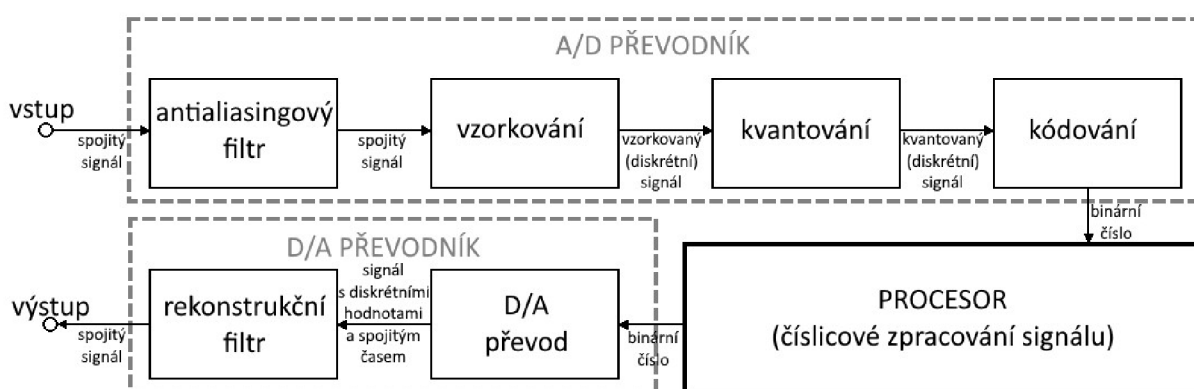 A/D PŘEVODNÍK
vstup
spojitý
signál
antialiasingový
filtr
spojitý
signál
vzorkování
vzorkovaný
(diskrétní)
signál
kvantování
kvantovaný
(diskrétní)
signál
kódování
binární
číslo
D/A PŘEVODNÍK
výstup
spojitý
signál
rekonstrukční
filtr
signál
s diskrétními
hodnotami
a spojitým
časem
D/A
převod
binární
číslo
PROCESOR
(číslicové zpracování signálu)